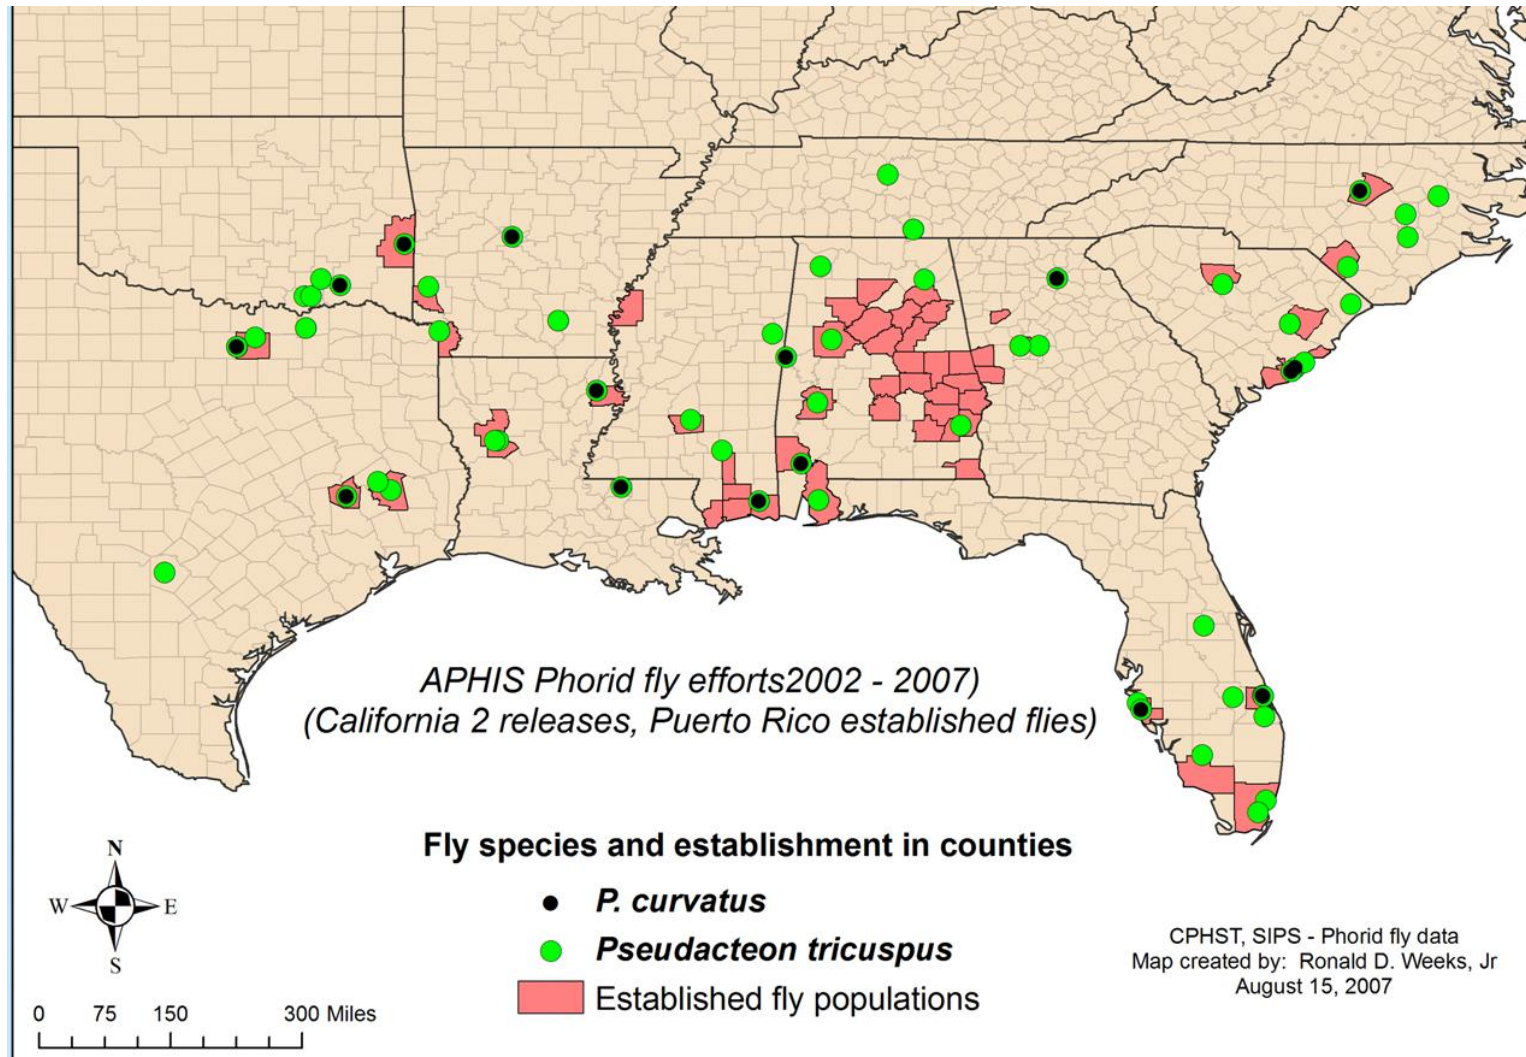 APHIS Phorid fly efforts2002 - 2007)
(California 2 releases, Puerto Rico established flies)
Fly species and establishment in counties
P. curvatus
Pseudacteon tricuspus
Established fly populations
N
W E
S
0 75 150 300 Miles
CPHST, SIPS - Phorid fly data
Map created by: Ronald D. Weeks, Jr
August 15, 2007